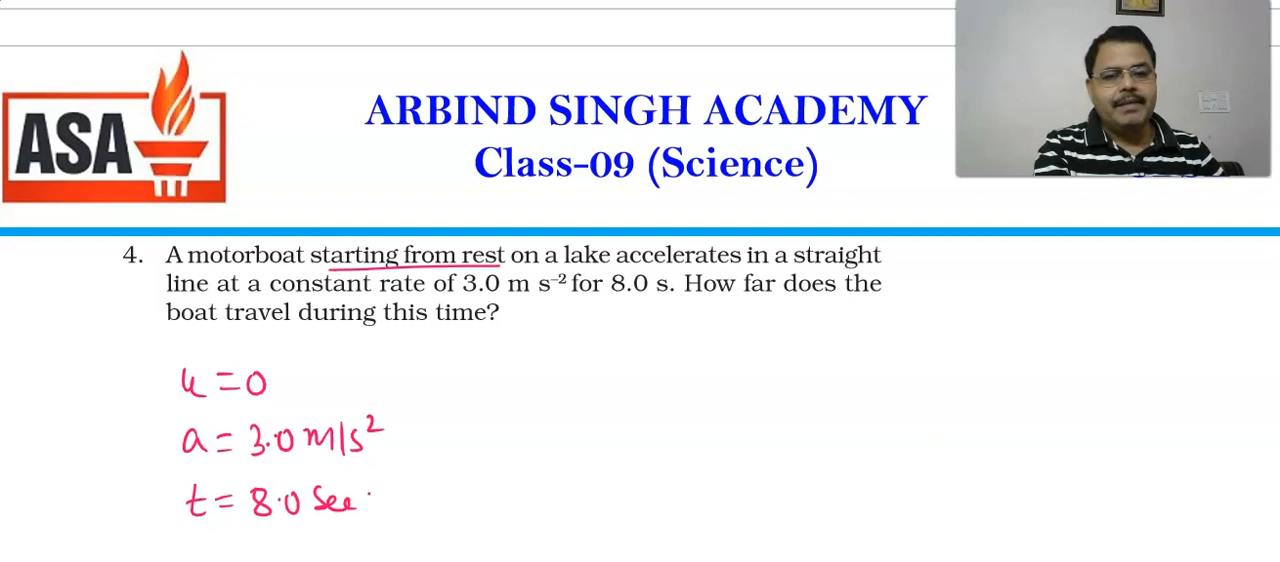 ASA
ARBIND SINGH ACADEMY
Class-09 (Science)
4. A motorboat starting from rest on a lake accelerates in a straight
line at a constant rate of 3.0 m s⁻² for 8.0 s. How far does the
boat travel during this time?
u = 0
a = 3.0 m/s²
t = 8.0 Sec.